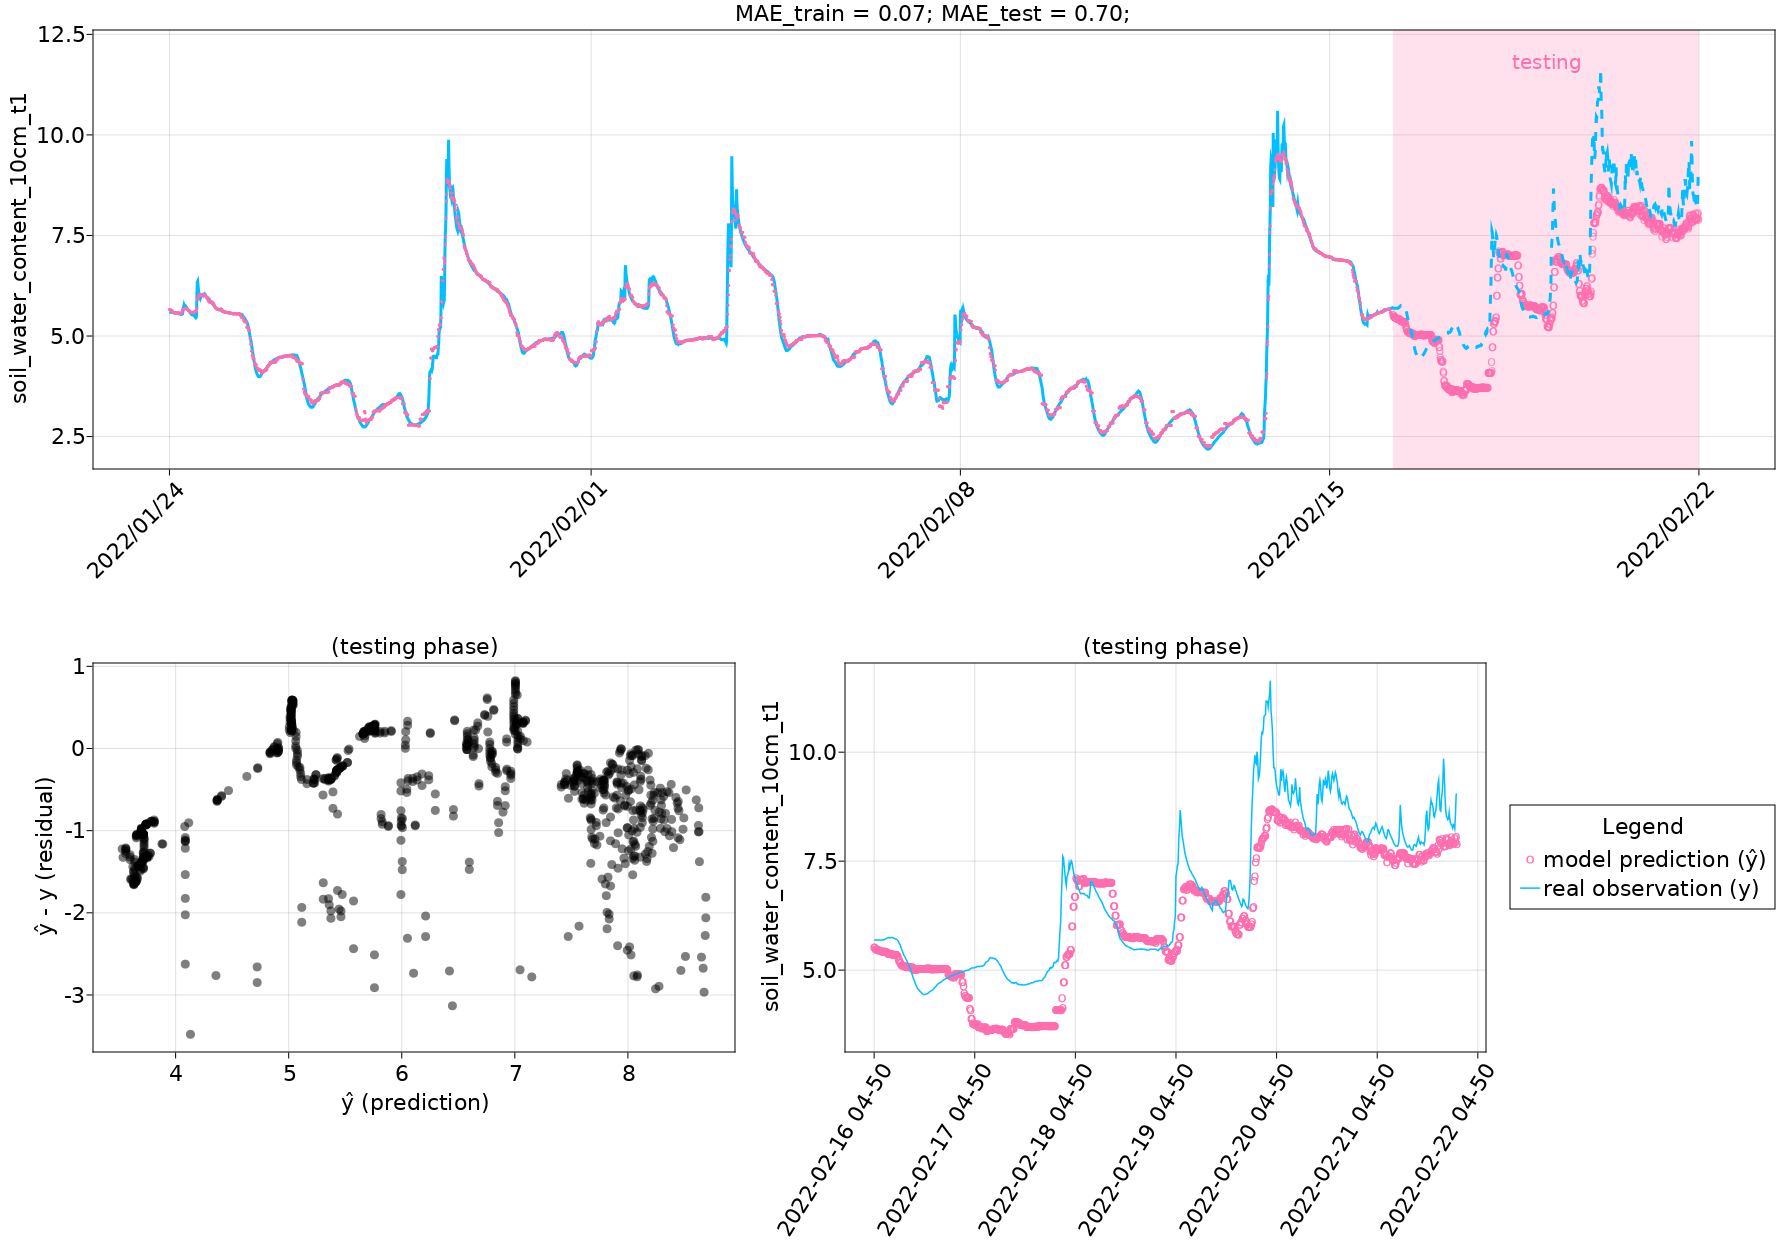 MAE_train = 0.07; MAE_test = 0.70;
soil_water_content_10cm_t1
12.5
10.0
7.5
5.0
2.5
testing
2022/01/24
2022/02/01
2022/02/08
2022/02/15
2022/02/22
(testing phase)
ŷ - y (residual)
1
0
-1
-2
-3
4
5
6
7
8
ŷ (prediction)
(testing phase)
soil_water_content_10cm_t1
10.0
7.5
5.0
2022-02-16 04-50
2022-02-17 04-50
2022-02-18 04-50
2022-02-19 04-50
2022-02-20 04-50
2022-02-21 04-50
2022-02-22 04-50
Legend
model prediction (ŷ)
real observation (y)